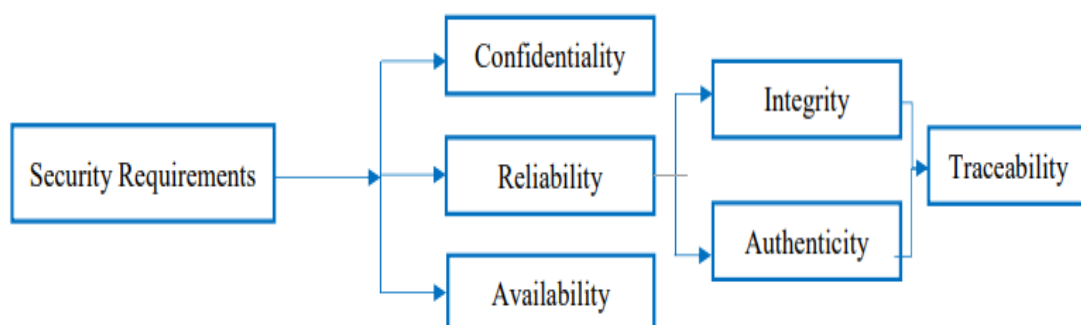 Security Requirements
Confidentiality
Reliability
Availability
Integrity
Authenticity
Traceability